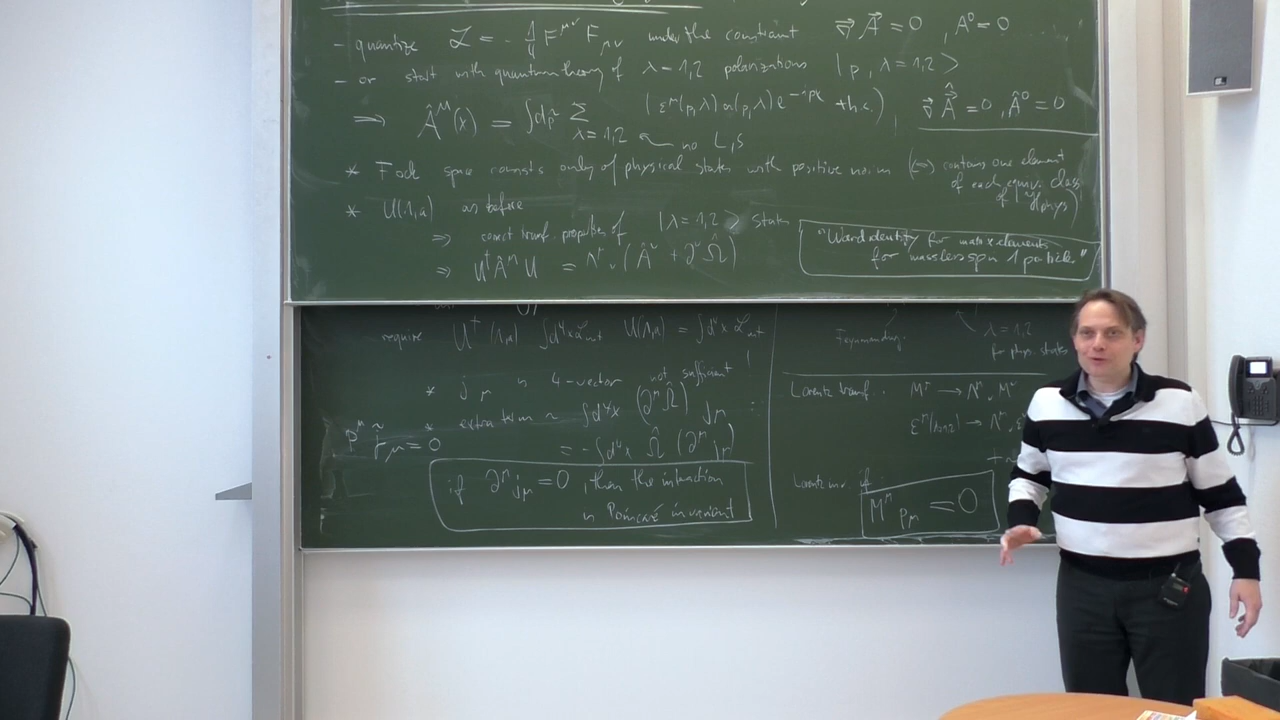 - quantize L = -1/4 F^{μν} F_{μν} under the constraint ∇⃗ A⃗ = 0 , A⁰ = 0
- or start with quantum theory of λ = 1,2 polarizations | p, λ = 1,2 >
⇒ Â^μ(x) = ∫dp̃ Σ_{λ=1,2} ( ε^μ(p,λ) a(p,λ) e^{-ipx} + h.c. ) , ∇⃗ Â⃗ = 0 , Â⁰ = 0
← no L, S
* Fock space consists only of physical states with positive norm (↔ contains one element of each equiv. class of H_phys)
* U(Λ,a) as before
⇒ correct transf. properties of | λ = 1,2 > states
⇒ U† Â^μ U = Λ^μ_ν ( Â^ν + ∂^ν Ω̂ )
"Ward identity for matrix elements
for massless spin 1 particle."
require U†(Λ,a) ∫d⁴x L_int U(Λ,a) = ∫d⁴x L_int !
* j_μ is 4-vector not sufficient
* extra term ~ ∫d⁴x (∂^μ Ω̂) j_μ
= -∫d⁴x Ω̂ (∂^μ j_μ)
p^μ j̃_μ = 0
if ∂^μ j_μ = 0 , then the interaction
is Poincaré invariant
λ = 1,2
for phys. states
Lorentz transf. : M^μ → Λ^μ_ν M^ν
Lorentz inv. if
M^μ p_μ = 0